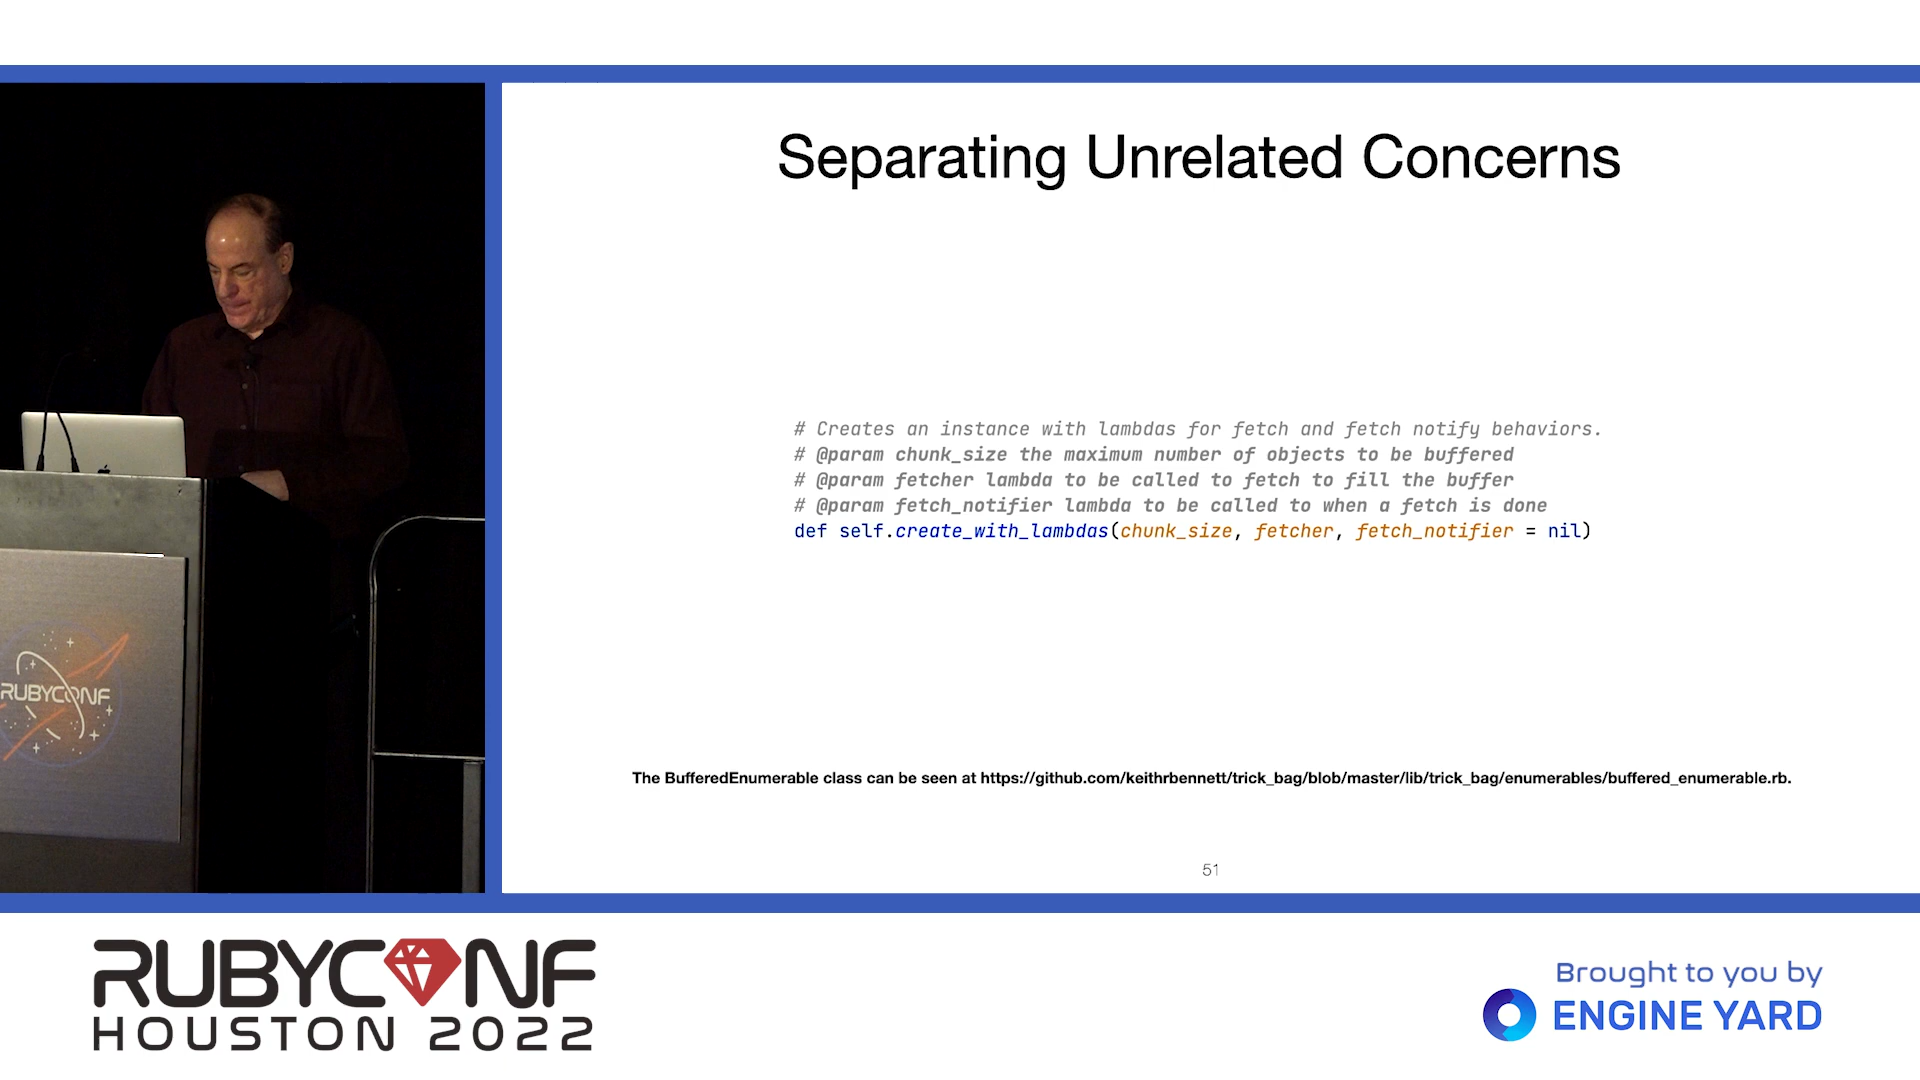 Separating Unrelated Concerns
# Creates an instance with lambdas for fetch and fetch notify behaviors.
# @param chunk_size the maximum number of objects to be buffered
# @param fetcher lambda to be called to fetch to fill the buffer
# @param fetch_notifier lambda to be called to when a fetch is done
def self.create_with_lambdas(chunk_size, fetcher, fetch_notifier = nil)
The BufferedEnumerable class can be seen at https://github.com/keithrbennett/trick_bag/blob/master/lib/trick_bag/enumerables/buffered_enumerable.rb.
51
RUBYCONF
RUBYCONF
HOUSTON 2022
Brought to you by
ENGINE YARD